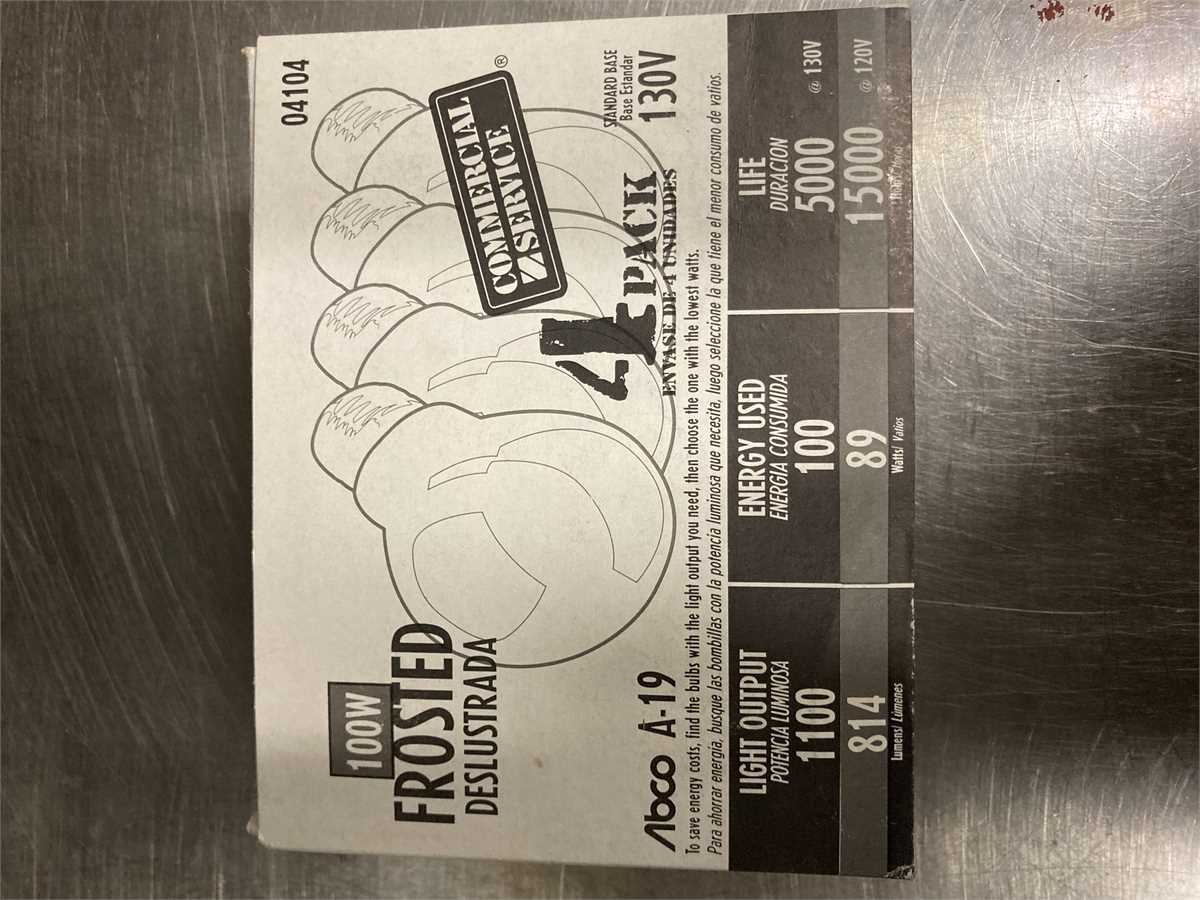 04104
100W
FROSTED
DESLUSTRADA
COMMERCIAL
SERVICE
®
STANDARD BASE
Base Estandar
130V
4 PACK
ENVASE DE 4 UNIDADES
Abco A-19
To save energy costs, find the bulbs with the light output you need, then choose the one with the lowest watts.
Para ahorrar energía, busque las bombillas con la potencia luminosa que necesita, luego seleccione la que tiene el menor consumo de vatios.
LIGHT OUTPUT
POTENCIA LUMINOSA
1100
814
Lumens/ Lúmenes
ENERGY USED
ENERGIA CONSUMIDA
100
89
Watts/ Vatios
LIFE
DURACION
5000 @ 130V
15000 @ 120V
Hours/Horas